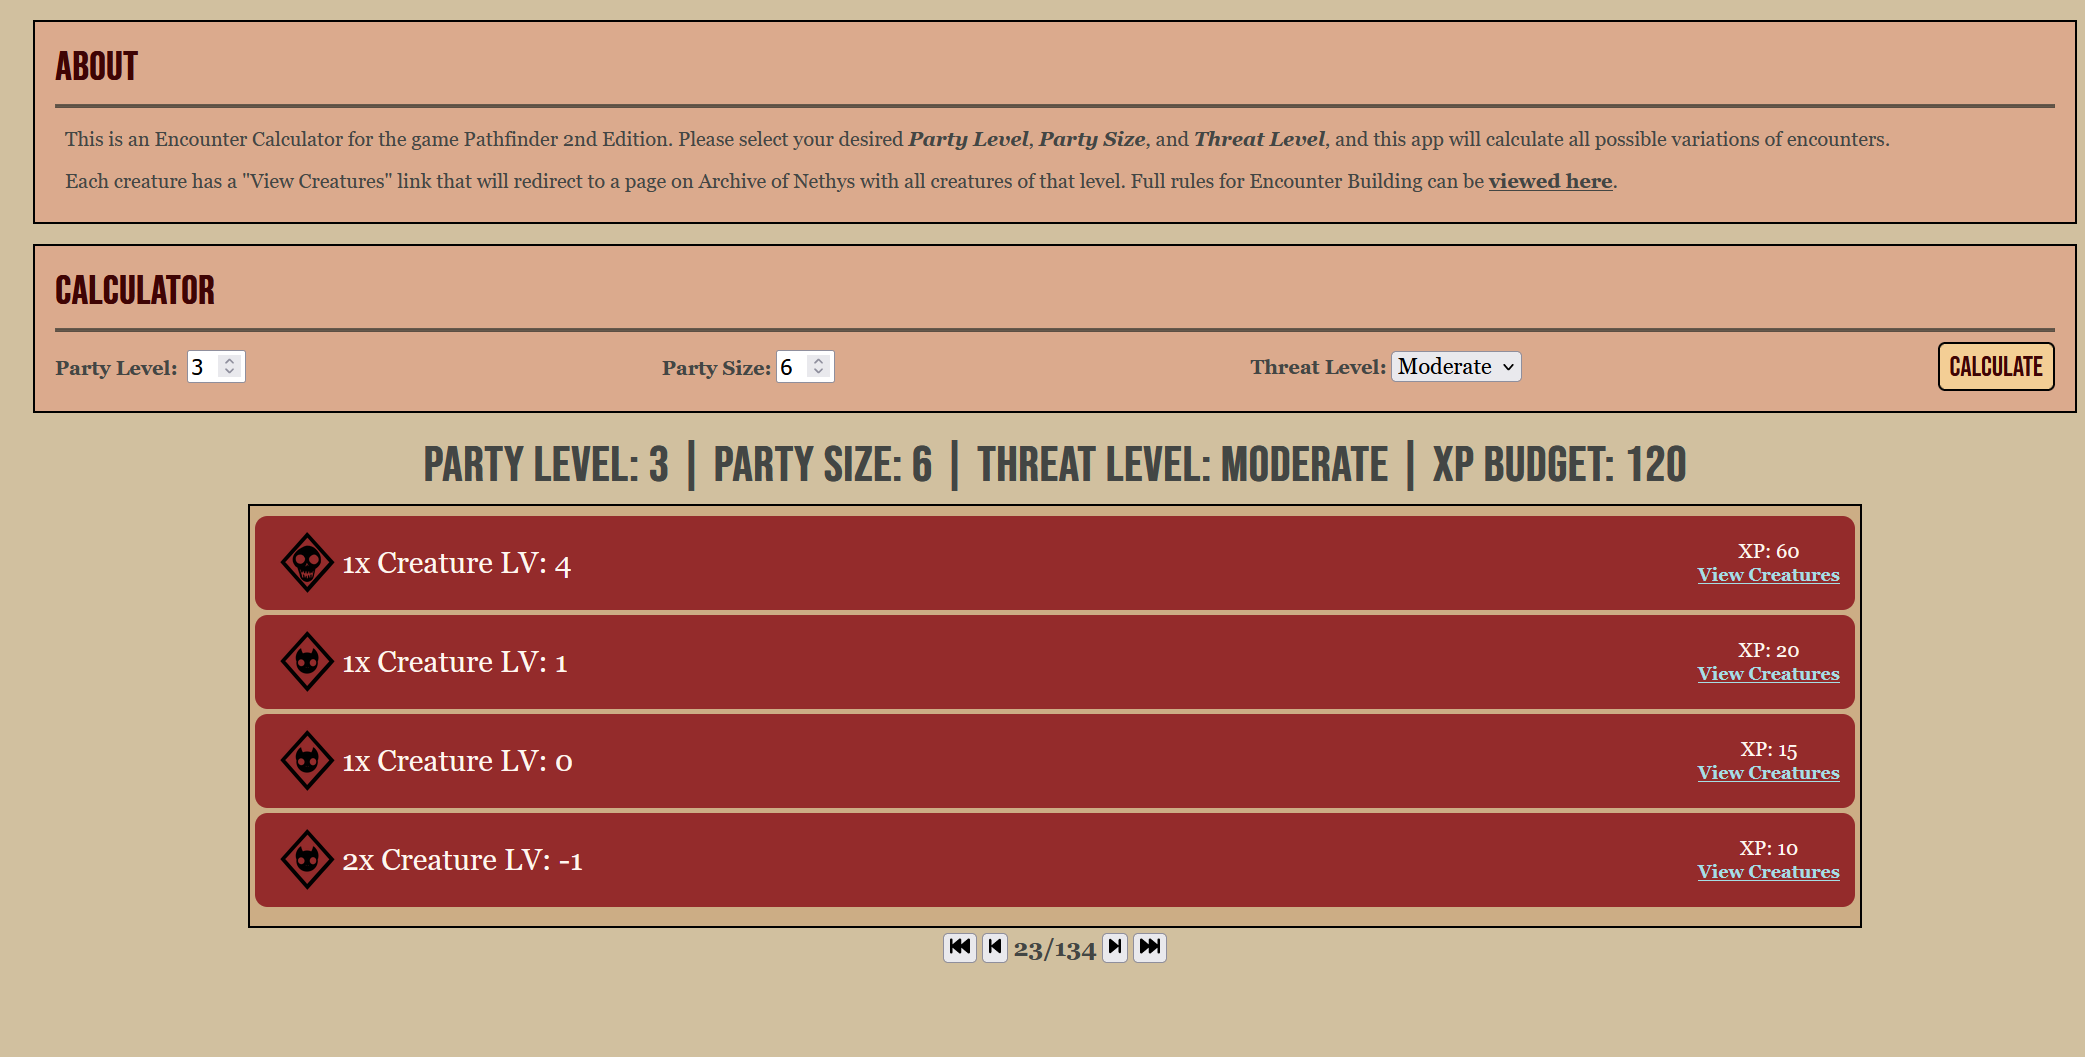 ABOUT
This is an Encounter Calculator for the game Pathfinder 2nd Edition. Please select your desired Party Level, Party Size, and Threat Level, and this app will calculate all possible variations of encounters.
Each creature has a "View Creatures" link that will redirect to a page on Archive of Nethys with all creatures of that level. Full rules for Encounter Building can be viewed here.
CALCULATOR
Party Level: 3 Party Size: 6 Threat Level: Moderate CALCULATE
PARTY LEVEL: 3 | PARTY SIZE: 6 | THREAT LEVEL: MODERATE | XP BUDGET: 120
1x Creature LV: 4
XP: 60
View Creatures
1x Creature LV: 1
XP: 20
View Creatures
1x Creature LV: 0
XP: 15
View Creatures
2x Creature LV: -1
XP: 10
View Creatures
23/134